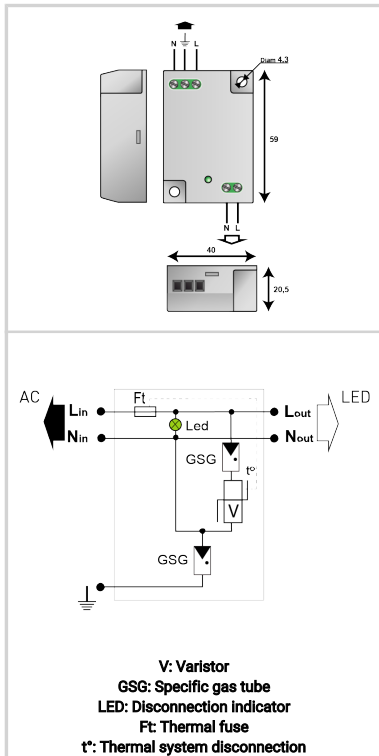 N L
Diam 4,3
59
N L
40
20,5
AC
Ft
LED
Lin
Lout
Led
Nin
Nout
GSG
t°
V
GSG
V: Varistor
GSG: Specific gas tube
LED: Disconnection indicator
Ft: Thermal fuse
t°: Thermal system disconnection